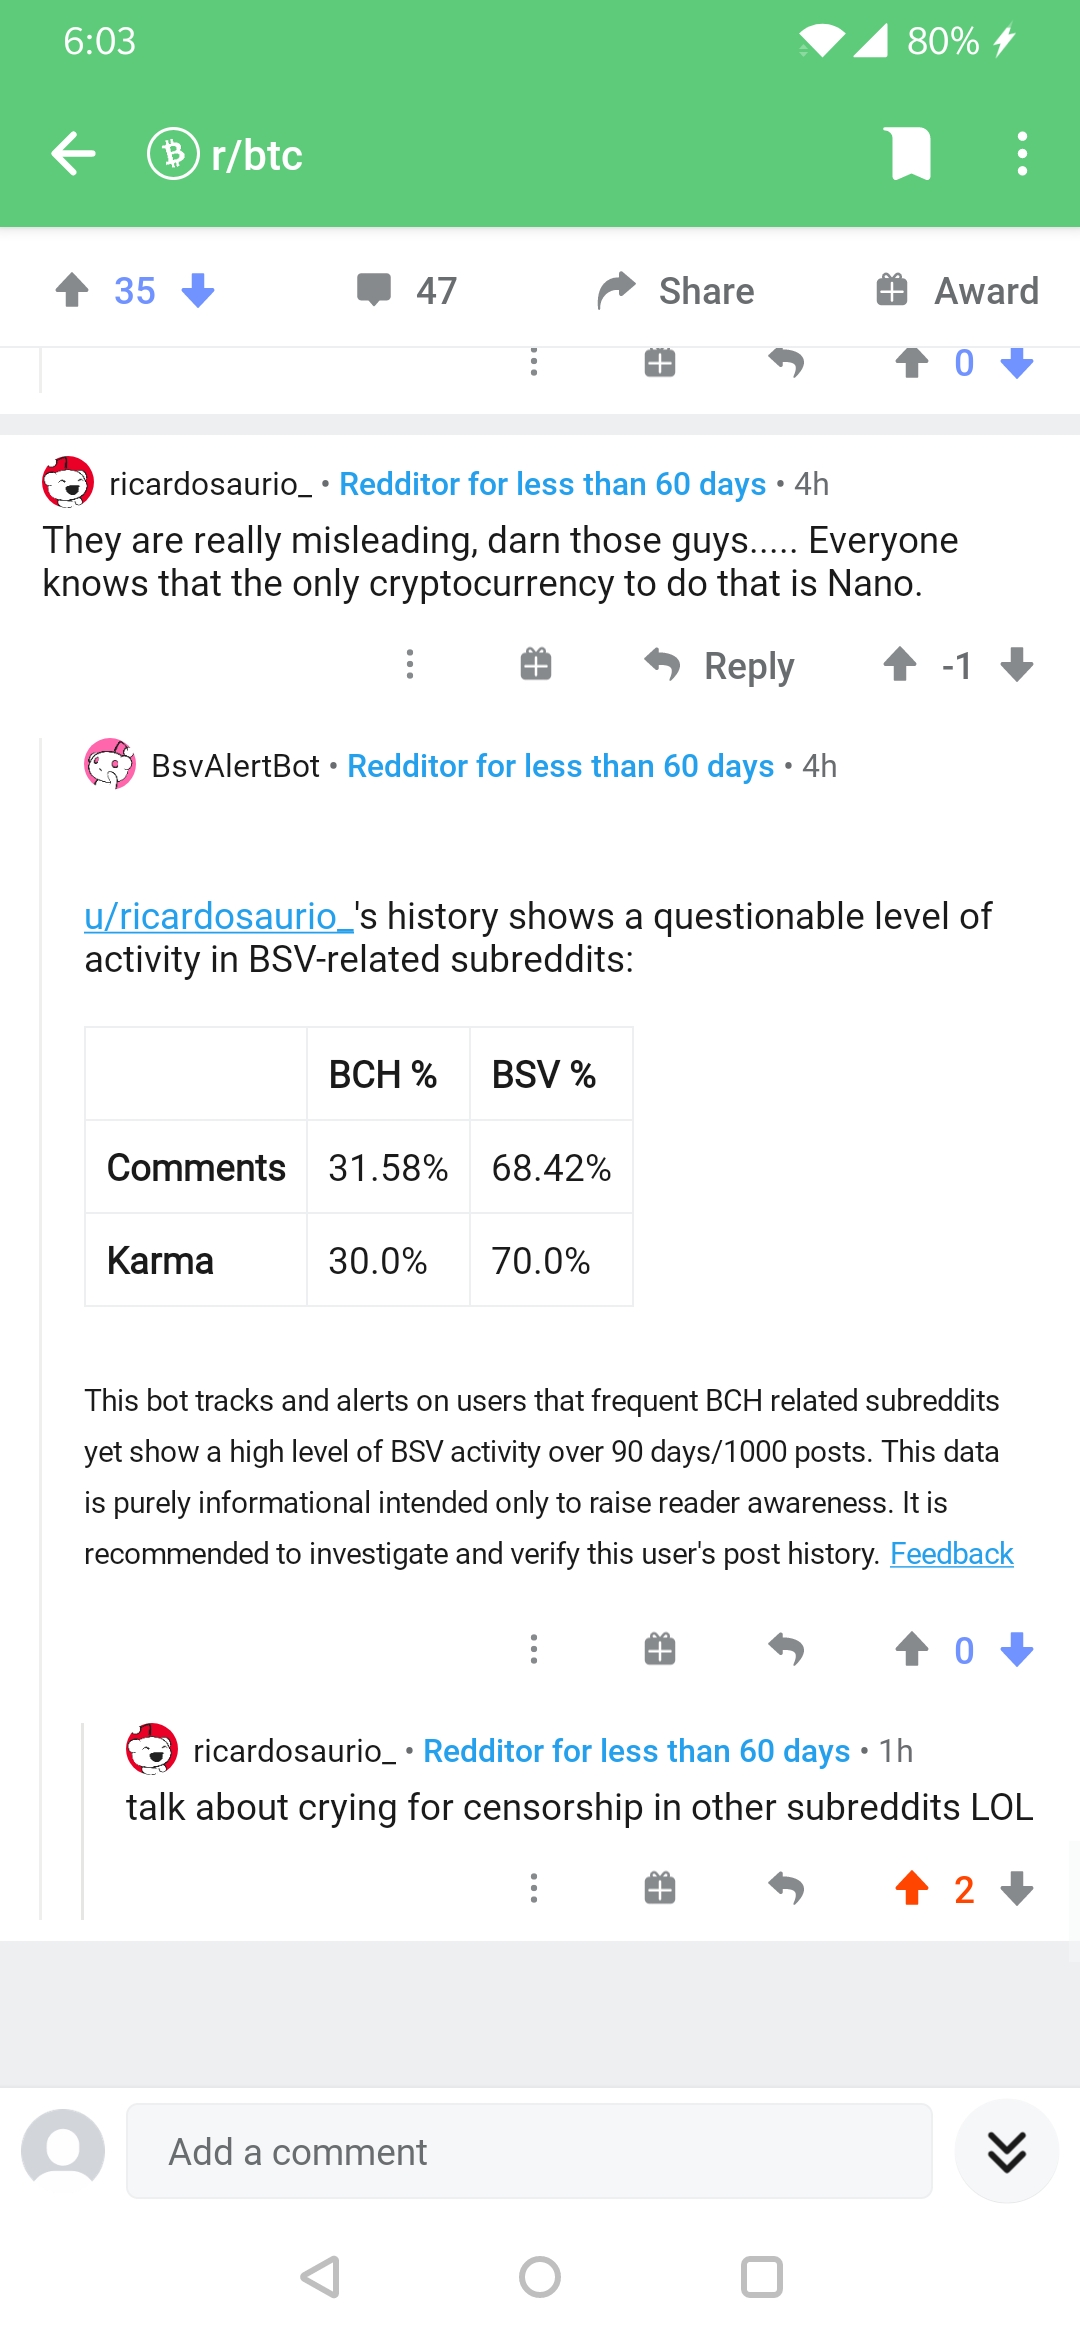 6:03
80%
r/btc
35
47
Share
Award
0
ricardosaurio_ • Redditor for less than 60 days • 4h
They are really misleading, darn those guys..... Everyone
knows that the only cryptocurrency to do that is Nano.
Reply
-1
BsvAlertBot • Redditor for less than 60 days • 4h
u/ricardosaurio_'s history shows a questionable level of
activity in BSV-related subreddits:
BCH % BSV %
Comments 31.58% 68.42%
Karma 30.0% 70.0%
This bot tracks and alerts on users that frequent BCH related subreddits
yet show a high level of BSV activity over 90 days/1000 posts. This data
is purely informational intended only to raise reader awareness. It is
recommended to investigate and verify this user's post history. Feedback
0
ricardosaurio_ • Redditor for less than 60 days • 1h
talk about crying for censorship in other subreddits LOL
2
Add a comment